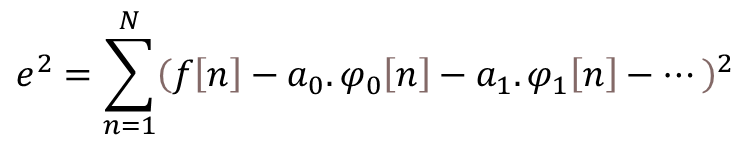 e² = ∑_{n=1}^{N} (f[n] − a₀. φ₀[n] − a₁. φ₁[n] − ⋯ )²